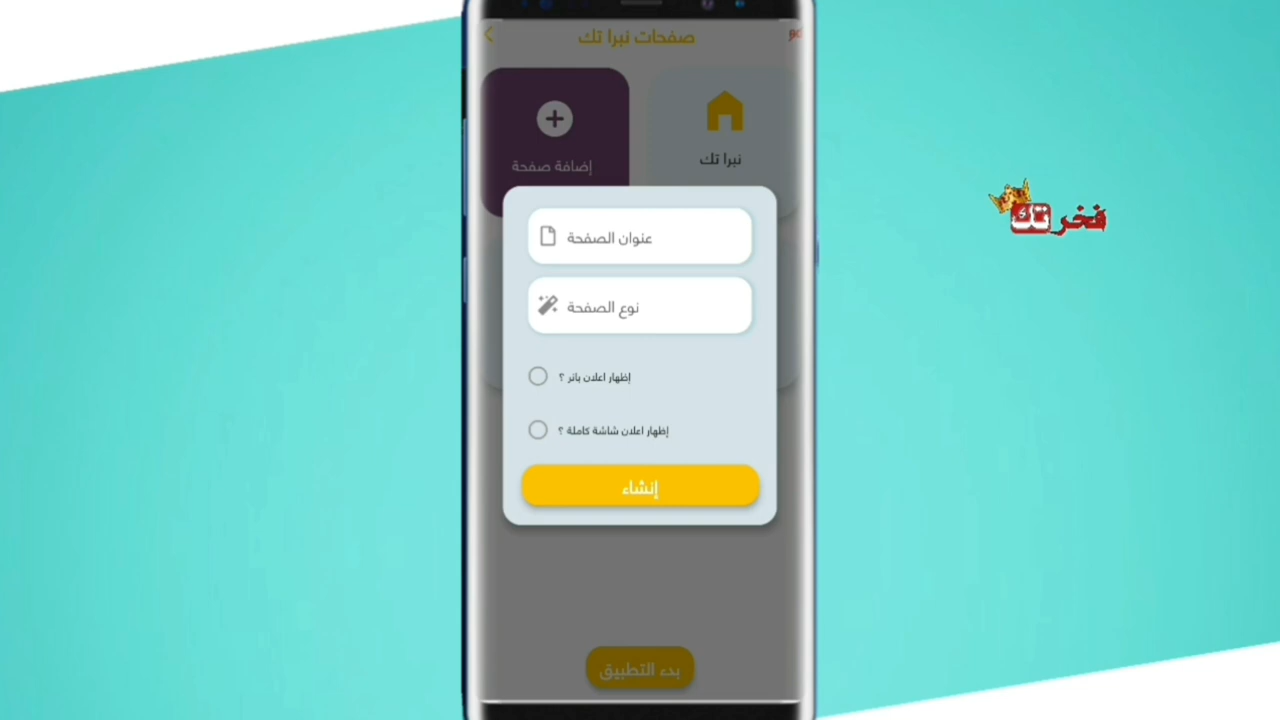 صفحات نبرا تك
نبرا تك
إضافة صفحة
عنوان الصفحة
نوع الصفحة
إظهار اعلان بانر ؟
إظهار اعلان شاشة كاملة ؟
إنشاء
بدء التطبيق
فخرتك